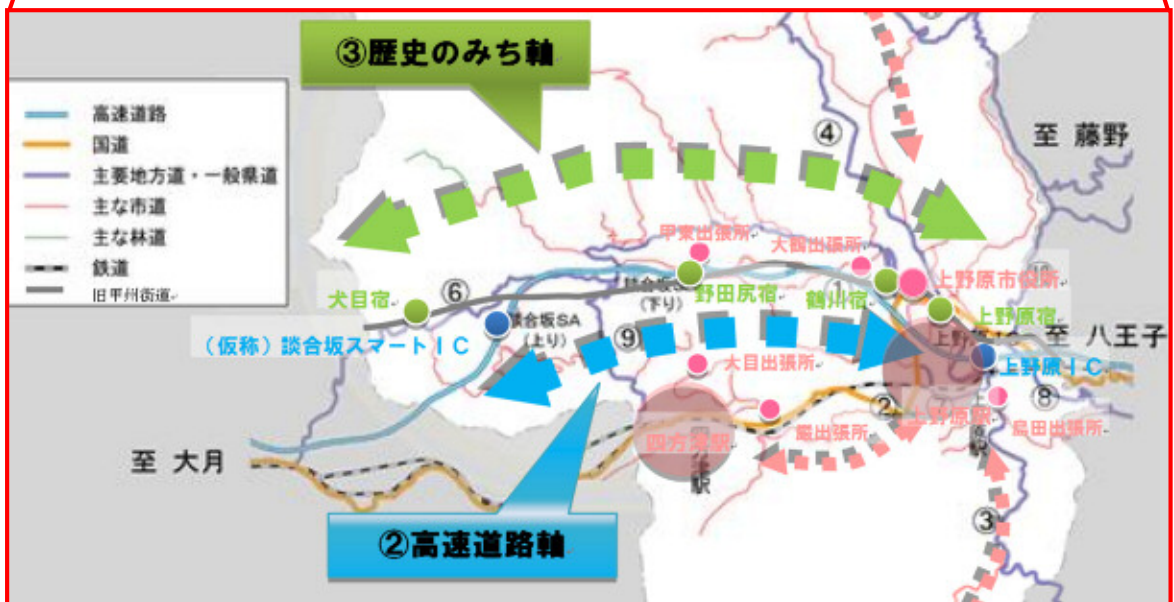 ③歴史のみち軸
高速道路
国道
主要地方道・一般県道
主な市道
主な林道
鉄道
旧甲州街道
④
至 藤野
甲東出張所
大鶴出張所
犬目宿
⑥
談合坂SA
(下り)
野田尻宿
①
鶴川宿
上野原市役所
上野原宿
(仮称)談合坂スマートIC
談合坂SA
(上り)
⑨
大目出張所
至 八王子
上野原IC
⑧
四方津駅
巌出張所
②
上野原駅
島田出張所
至 大月
②高速道路軸
③